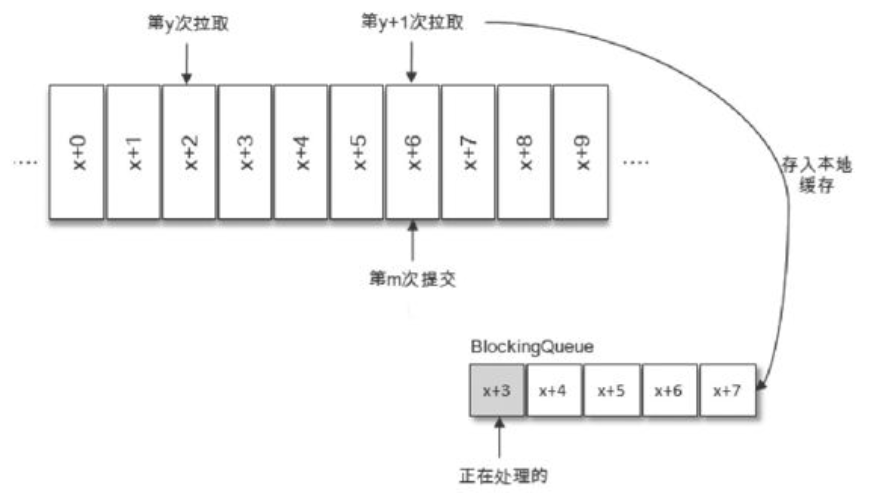 第y次拉取
第y+1次拉取
x+0
x+1
x+2
x+3
x+4
x+5
x+6
x+7
x+8
x+9
....
....
存入本地
缓存
第m次提交
BlockingQueue
x+3
x+4
x+5
x+6
x+7
正在处理的